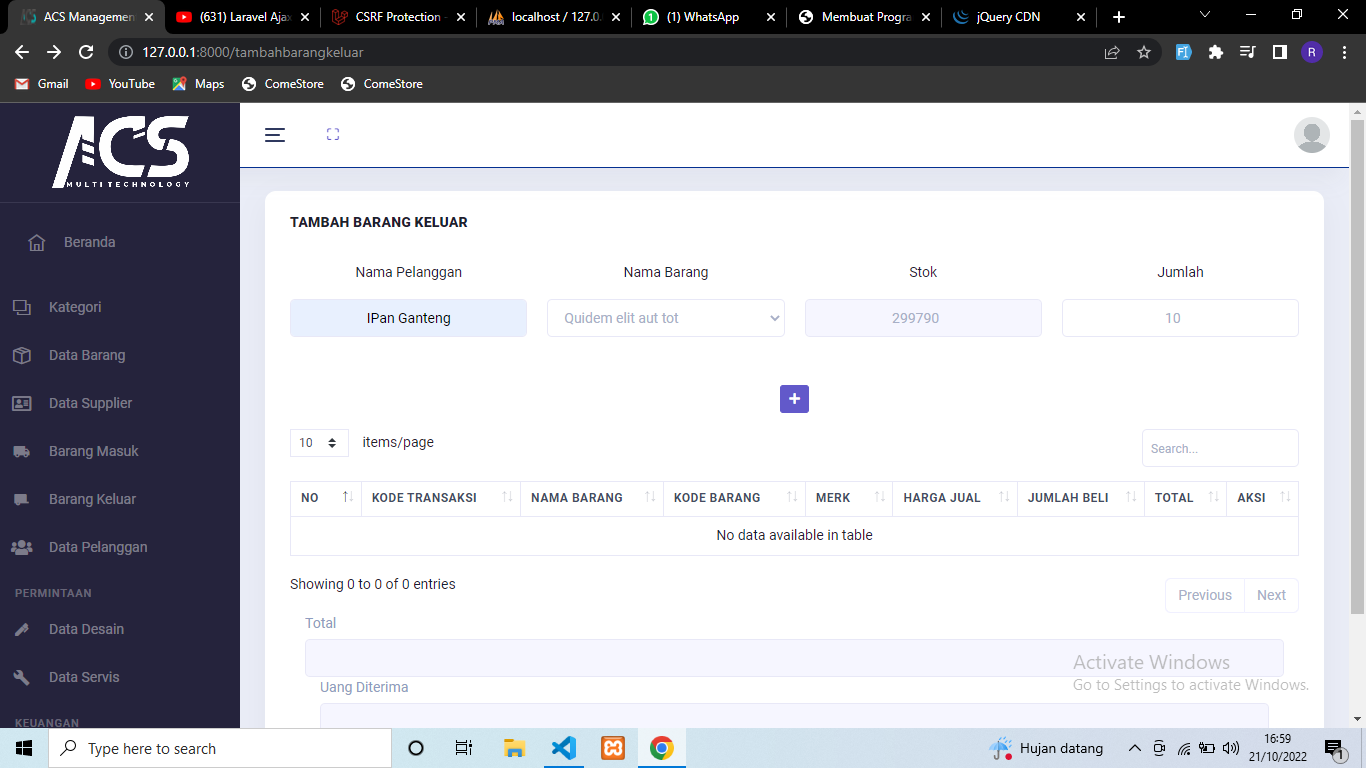 ACS Management
(631) Laravel Ajax
CSRF Protection -
localhost / 127.0.
(1) WhatsApp
Membuat Progra
jQuery CDN
127.0.0.1:8000/tambahbarangkeluar
R
Gmail
YouTube
Maps
ComeStore
ComeStore
ACS
MULTI TECHNOLOGY
Beranda
Kategori
Data Barang
Data Supplier
Barang Masuk
Barang Keluar
Data Pelanggan
PERMINTAAN
Data Desain
Data Servis
KEUANGAN
TAMBAH BARANG KELUAR
Nama Pelanggan Nama Barang Stok Jumlah
IPan Ganteng Quidem elit aut tot 299790 10
+
10 items/page
Search...
NO KODE TRANSAKSI NAMA BARANG KODE BARANG MERK HARGA JUAL JUMLAH BELI TOTAL AKSI
No data available in table
Showing 0 to 0 of 0 entries
Previous Next
Total
Uang Diterima
Activate Windows
Go to Settings to activate Windows.
Type here to search
Hujan datang
16:59
21/10/2022
1